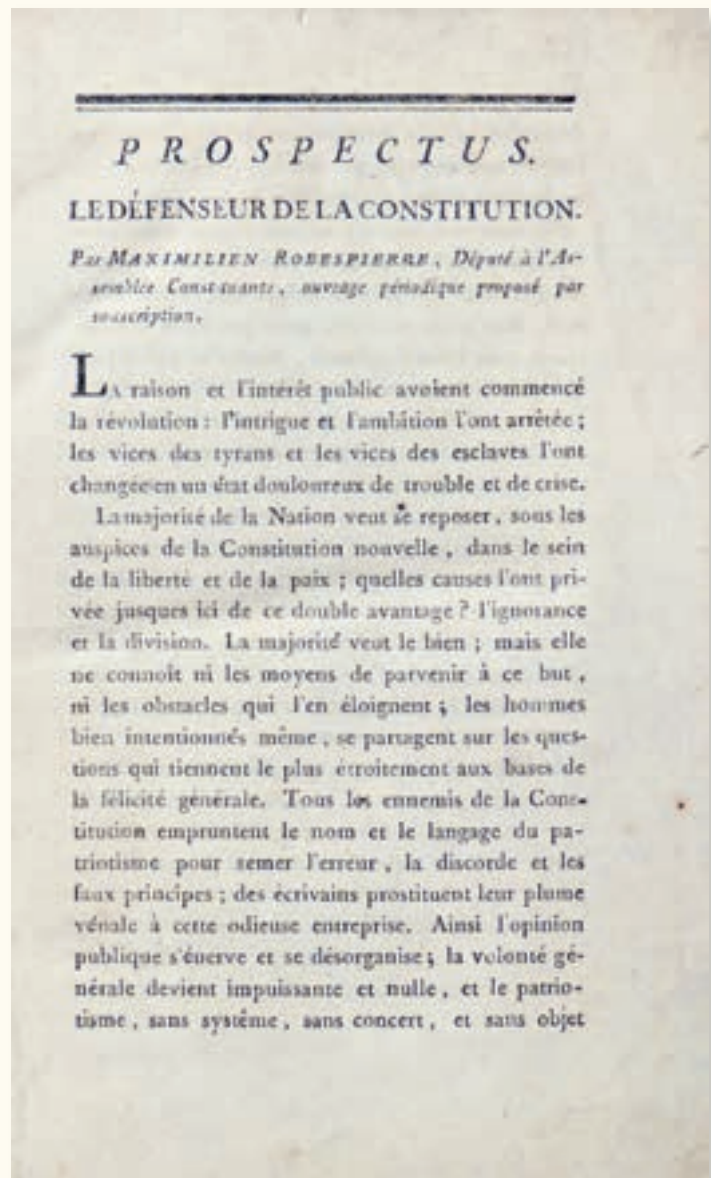 PROSPECTUS.
LE DÉFENSEUR DE LA CONSTITUTION.
Par MAXIMILIEN ROBESPIERRE, Député à l'As-
semblée Constituante, ouvrage périodique proposé par
souscription.
LA raison et l'intérêt public avoient commencé
la révolution : l'intrigue et l'ambition l'ont arrêtée ;
les vices des tyrans et les vices des esclaves l'ont
changée en un état douloureux de trouble et de crise.
La majorité de la Nation veut se reposer, sous les
auspices de la Constitution nouvelle, dans le sein
de la liberté et de la paix ; quelles causes l'ont pri-
vée jusques ici de ce double avantage ? l'ignorance
et la division. La majorité veut le bien ; mais elle
ne connoît ni les moyens de parvenir à ce but,
ni les obstacles qui l'en éloignent ; les hommes
bien intentionnés même, se partagent sur les ques-
tions qui tiennent le plus étroitement aux bases de
la félicité générale. Tous les ennemis de la Cons-
titution empruntent le nom et le langage du pa-
triotisme pour semer l'erreur, la discorde et les
faux principes ; des écrivains prostituent leur plume
vénale à cette odieuse entreprise. Ainsi l'opinion
publique s'énerve et se désorganise ; la volonté gé-
nérale devient impuissante et nulle, et le patrio-
tisme, sans systême, sans concert, et sans objet